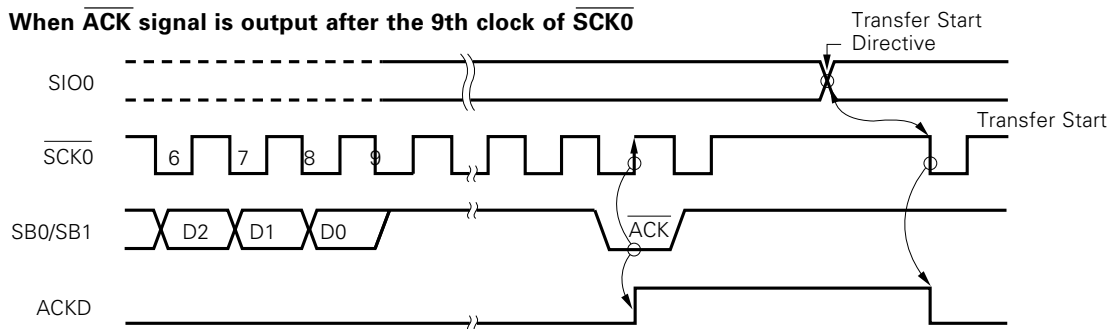 When ACK signal is output after the 9th clock of SCK0
Transfer Start
Directive
SIO0
Transfer Start
SCK0
6 7 8 9
SB0/SB1
D2 D1 D0 ACK
ACKD